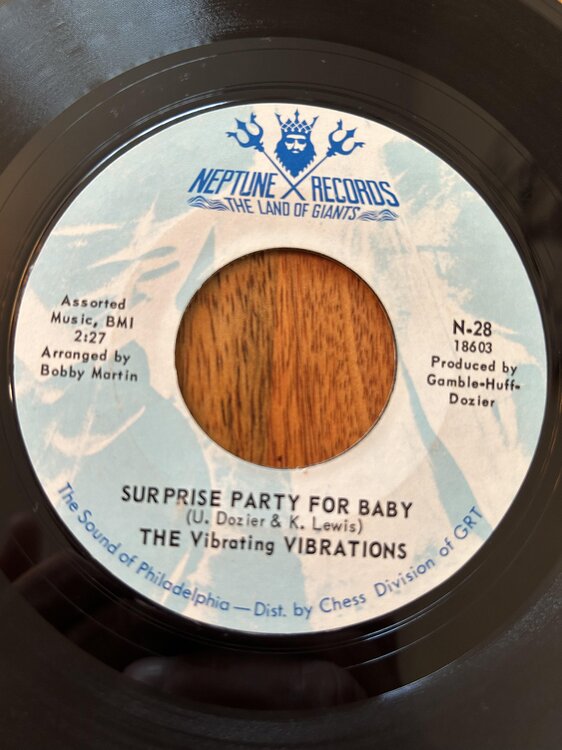 NEPTUNE RECORDS
THE LAND OF GIANTS
Assorted
Music, BMI
2:27
Arranged by
Bobby Martin
N-28
18603
Produced by
Gamble-Huff-
Dozier
SURPRISE PARTY FOR BABY
(U. Dozier & K. Lewis)
THE Vibrating VIBRATIONS
The Sound of Philadelphia — Dist. by Chess Division of GRT